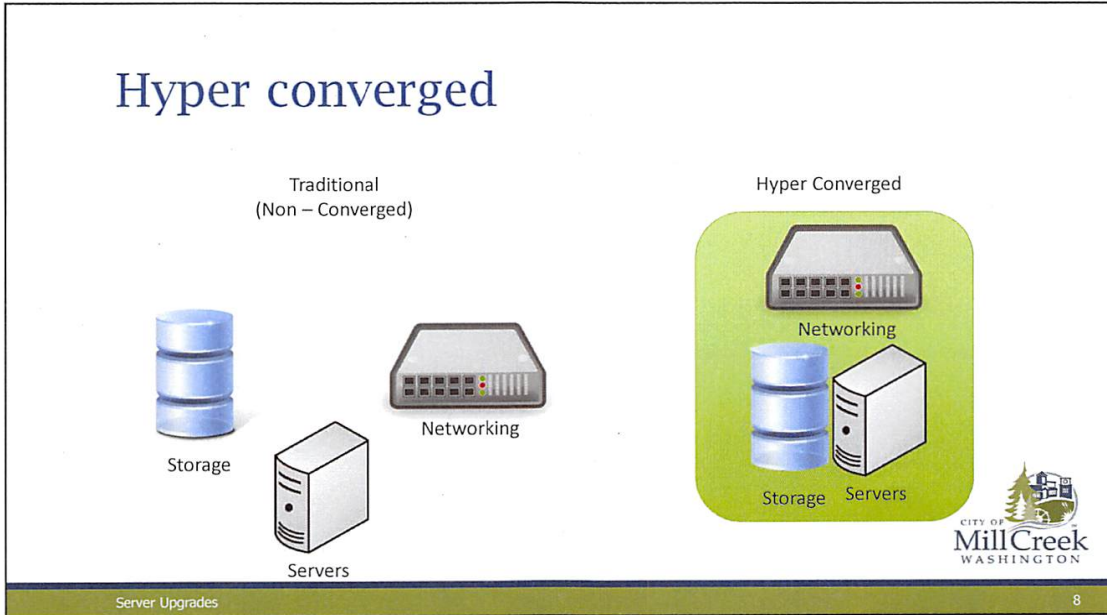 Hyper converged
Traditional
(Non – Converged)
Storage
Servers
Networking
Hyper Converged
Networking
Storage
Servers
CITY OF
Mill Creek
WASHINGTON
Server Upgrades
8